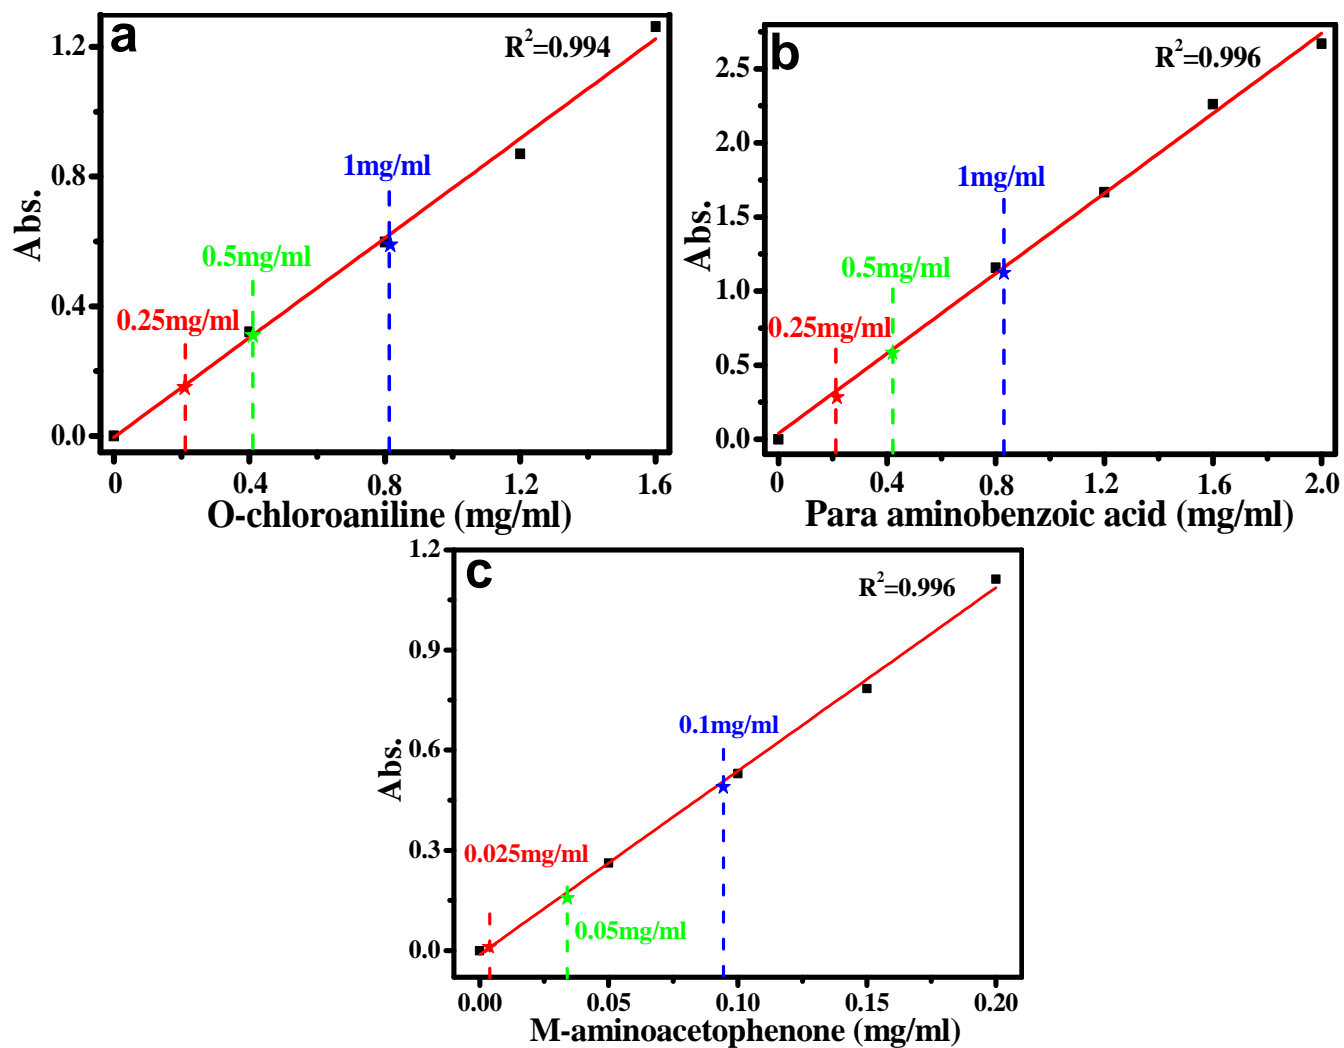 a
R²=0.994
1.2
0.8
0.4
0.0
Abs.
1mg/ml
0.5mg/ml
0.25mg/ml
0 0.4 0.8 1.2 1.6
O-chloroaniline (mg/ml)
b
R²=0.996
2.5
2.0
1.5
1.0
0.5
0.0
Abs.
1mg/ml
0.5mg/ml
0.25mg/ml
0 0.4 0.8 1.2 1.6 2.0
Para aminobenzoic acid (mg/ml)
c
R²=0.996
1.2
0.9
0.6
0.3
0.0
Abs.
0.1mg/ml
0.025mg/ml
0.05mg/ml
0.00 0.05 0.10 0.15 0.20
M-aminoacetophenone (mg/ml)